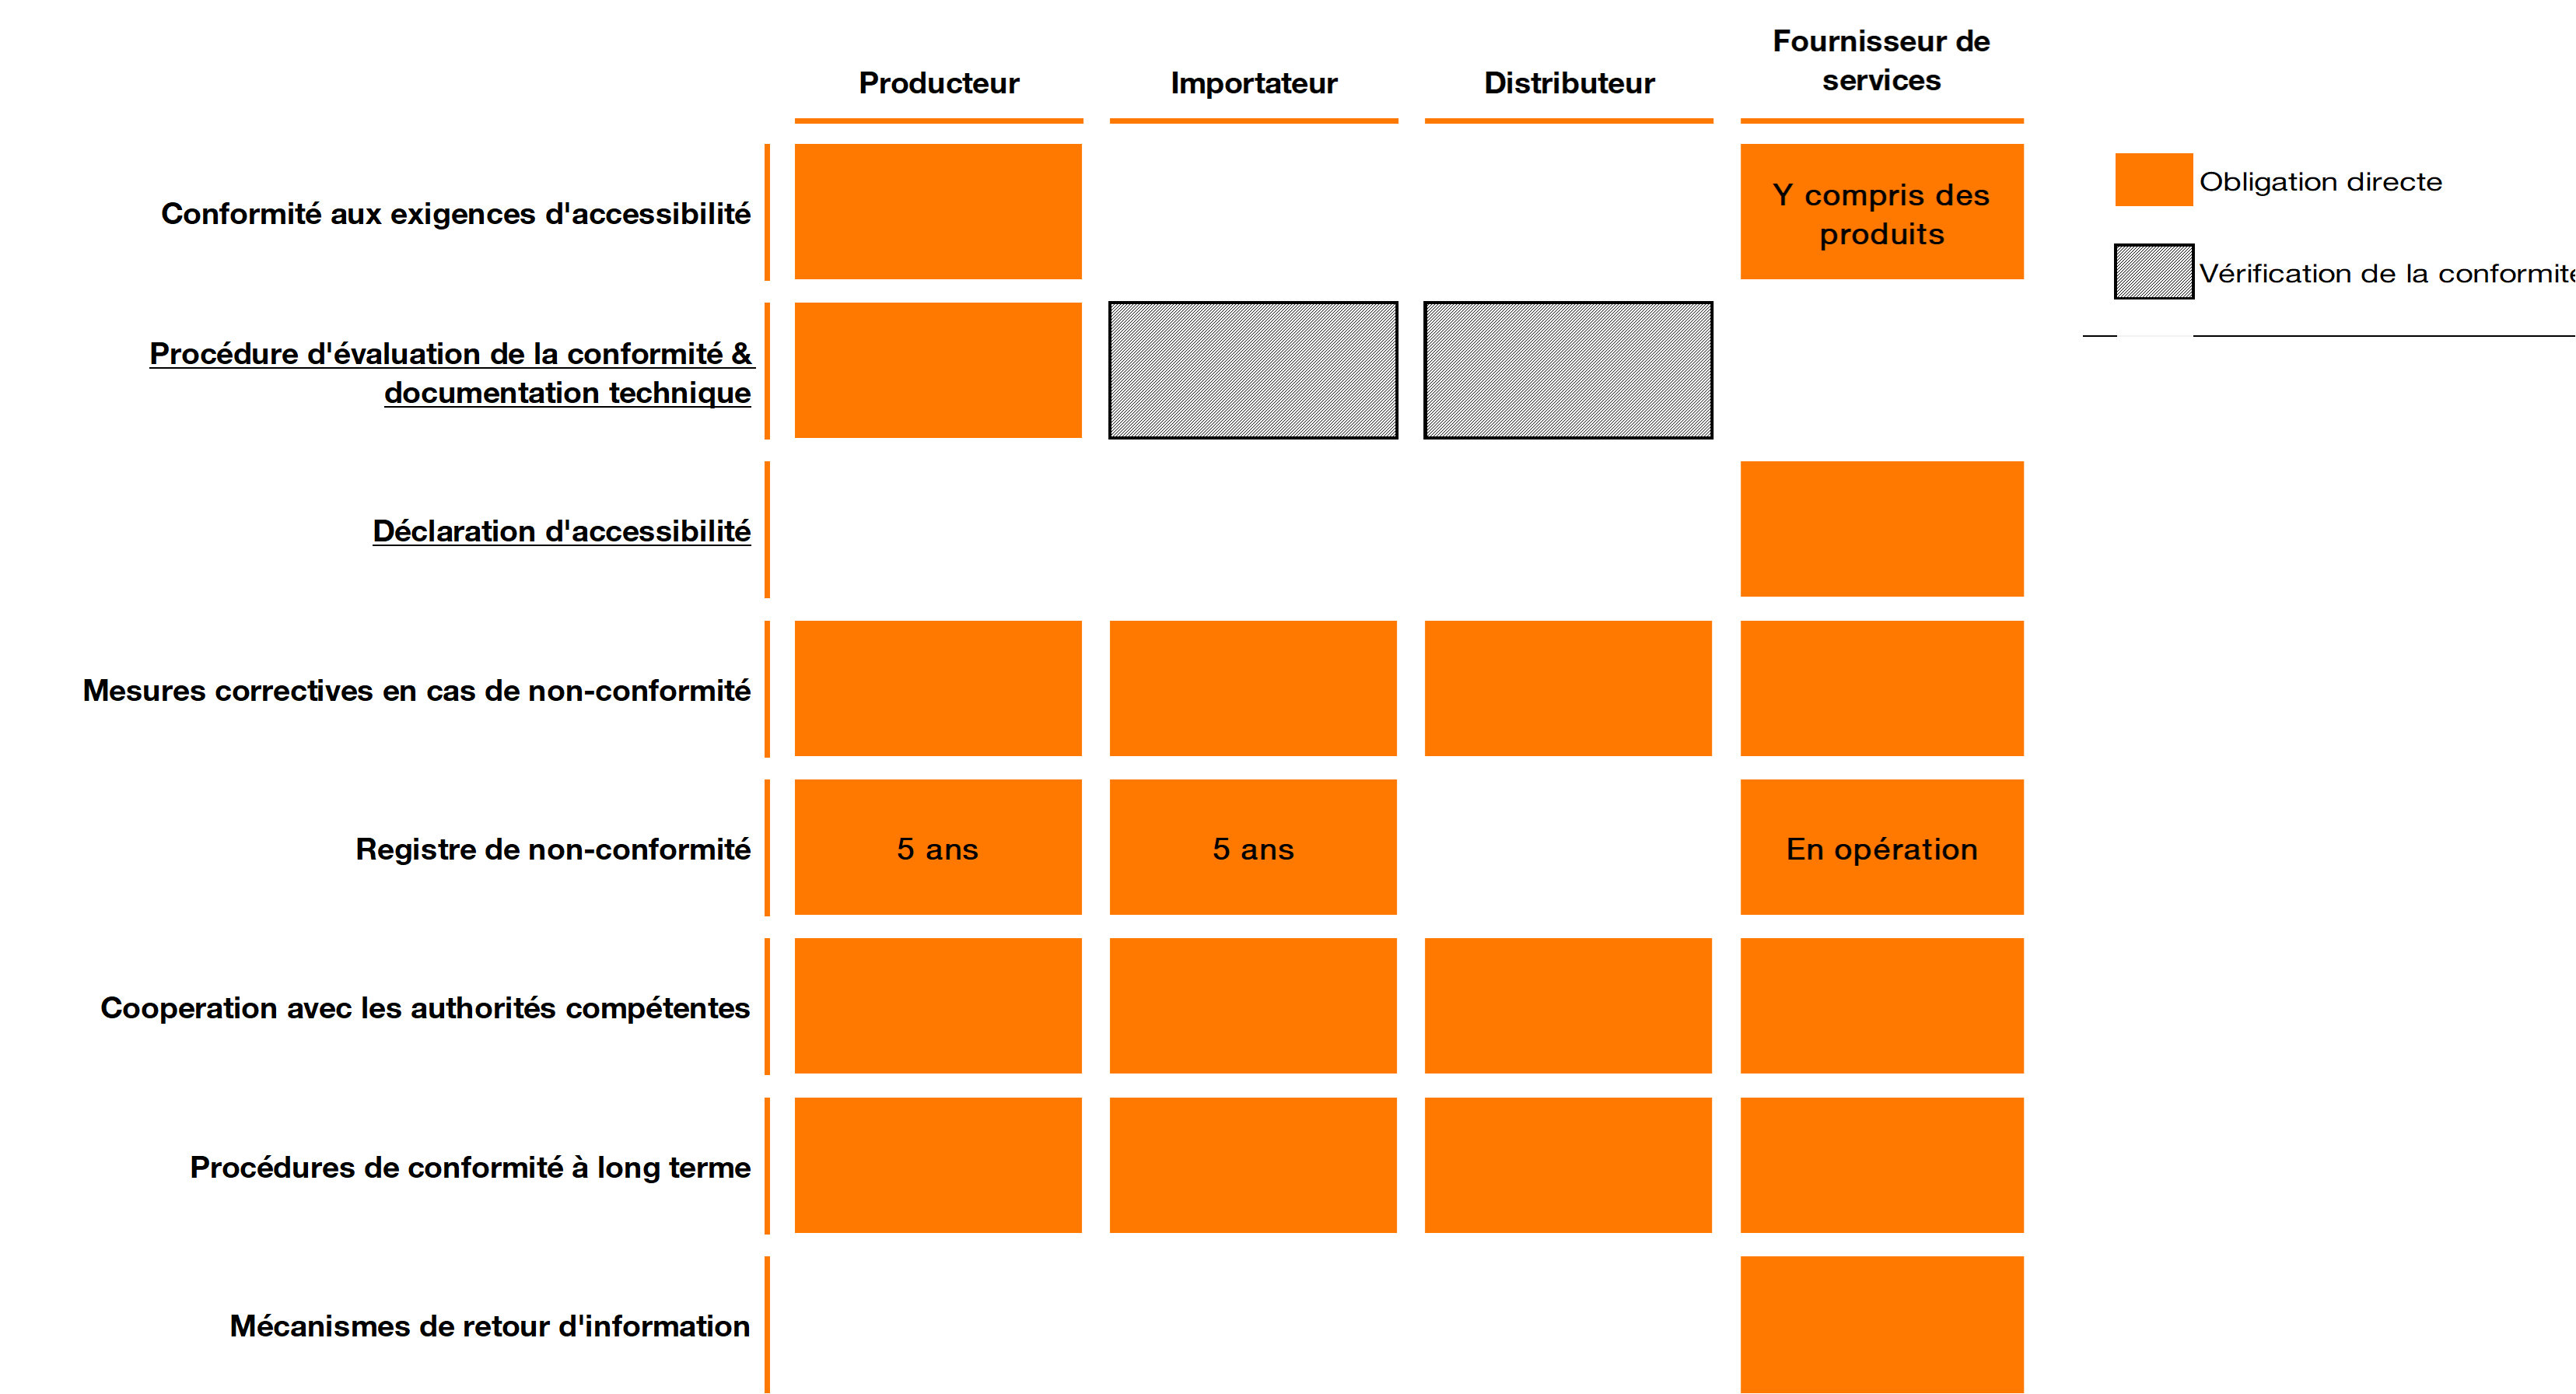 Fournisseur de
services
Producteur
Importateur
Distributeur
Conformité aux exigences d'accessibilité
Y compris des
produits
Obligation directe
Vérification de la conformité
Procédure d'évaluation de la conformité &
documentation technique
Déclaration d'accessibilité
Mesures correctives en cas de non-conformité
Registre de non-conformité
5 ans
5 ans
En opération
Cooperation avec les authorités compétentes
Procédures de conformité à long terme
Mécanismes de retour d'information